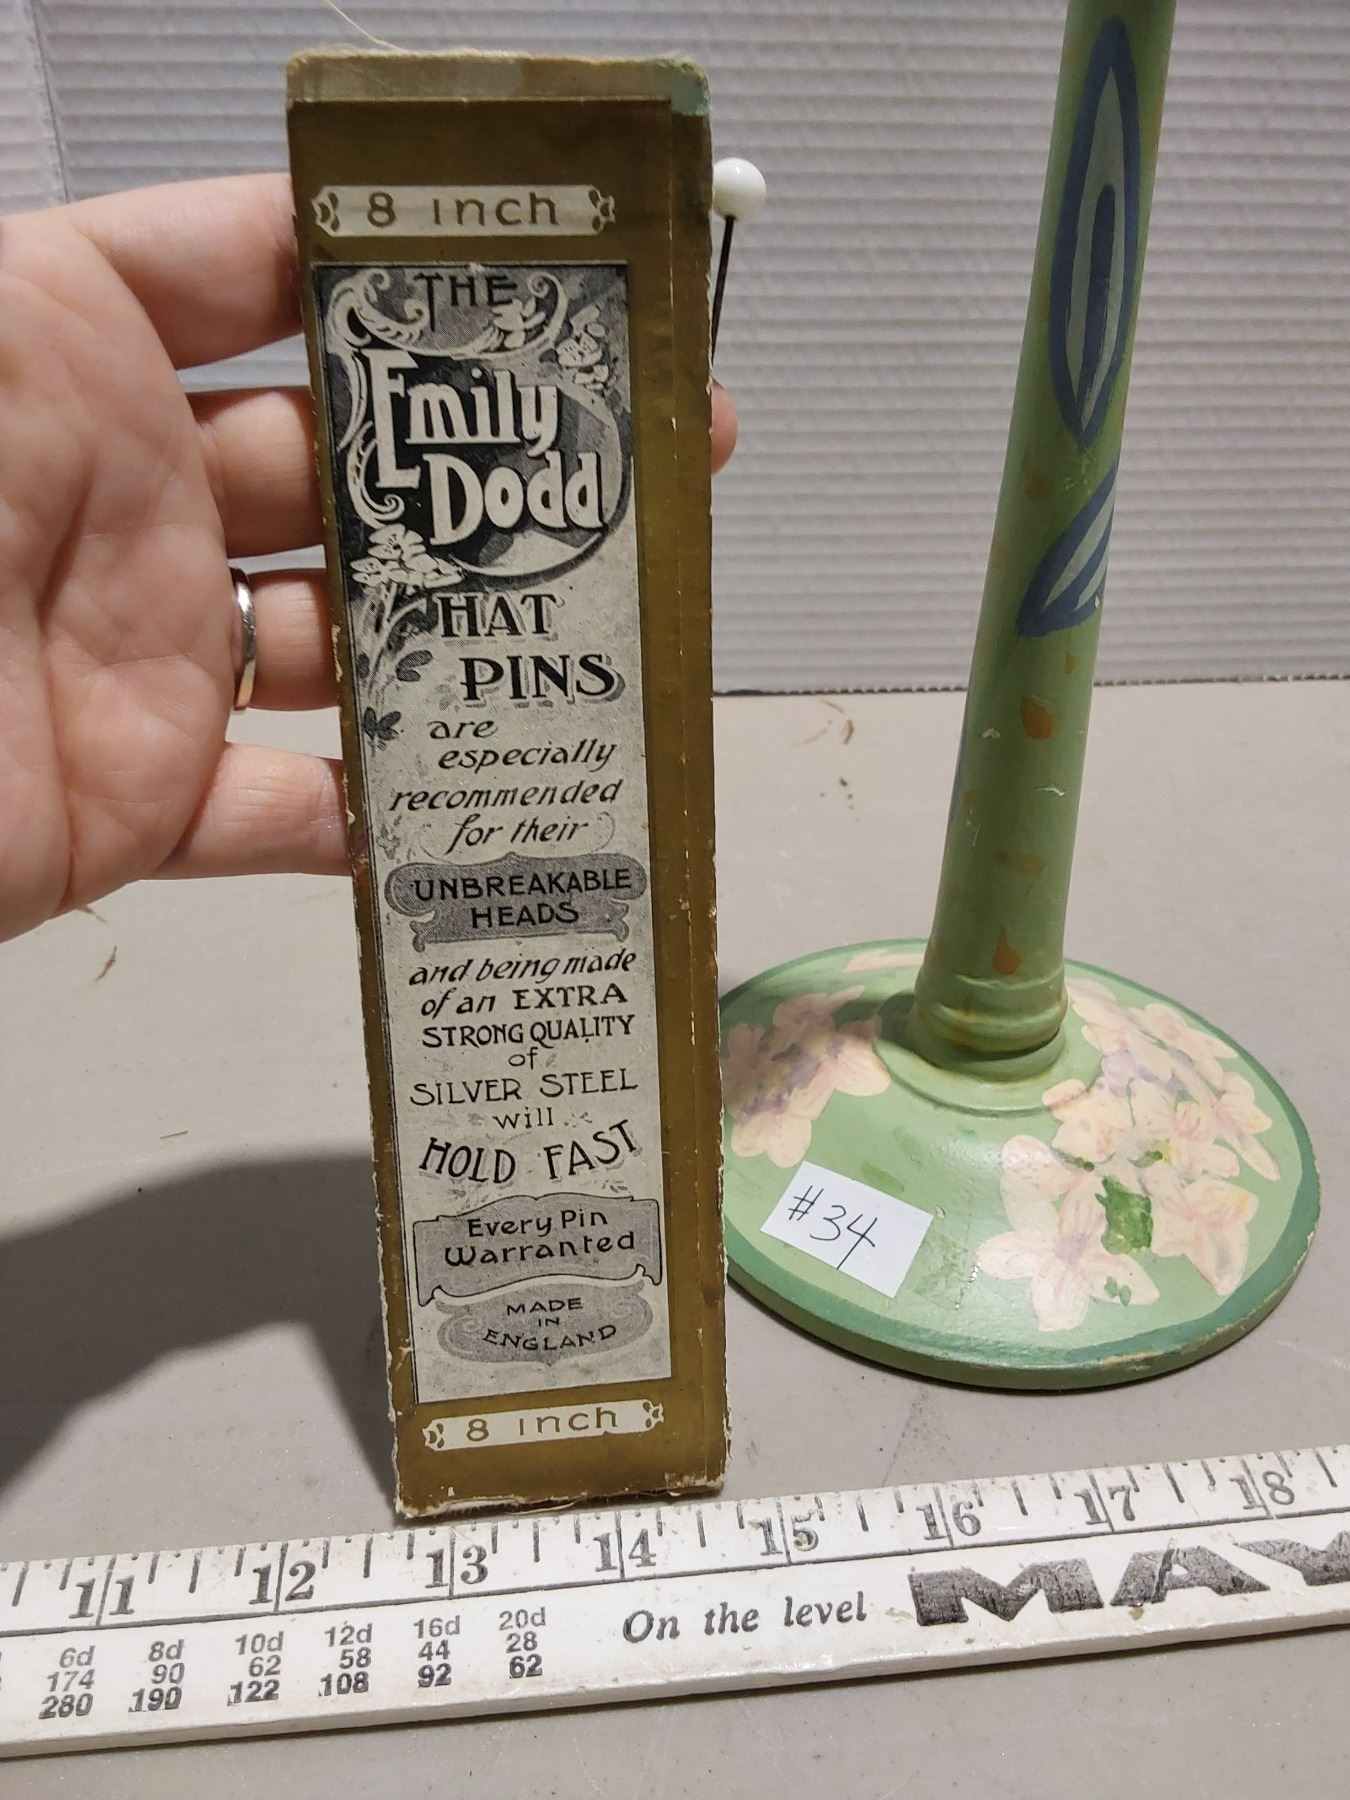 8 inch
THE
Emily
Dodd
HAT
PINS
are
especially
recommended
for their
UNBREAKABLE
HEADS
and being made
of an EXTRA
STRONG QUALITY
of
SILVER STEEL
will
HOLD FAST
Every Pin
Warranted
MADE
IN
ENGLAND
8 inch
#34
11 12 13 14 15 16 17 18
6d 8d 10d 12d 16d 20d
174 90 62 58 44 28
280 190 122 108 92 62
On the level
MAY